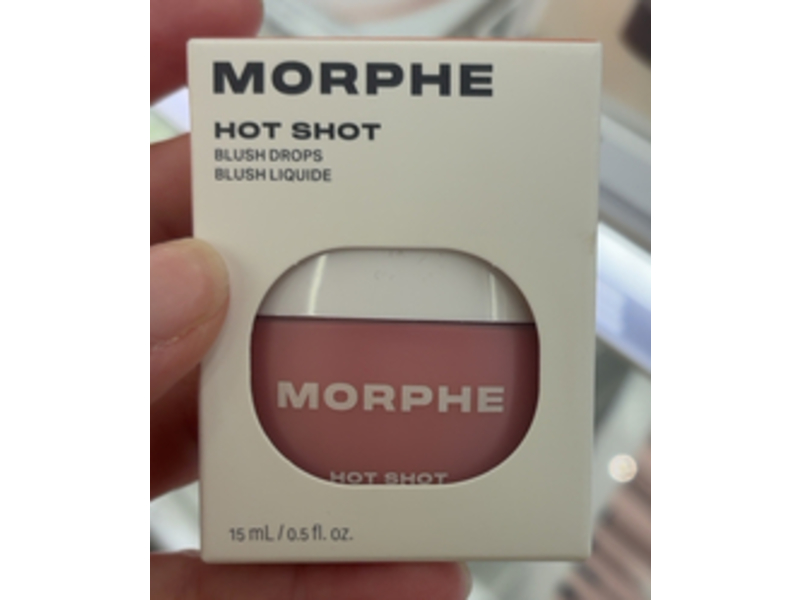 MORPHE
HOT SHOT
BLUSH DROPS
BLUSH LIQUIDE
MORPHE
HOT SHOT
15 mL / 0.5 fl. oz.